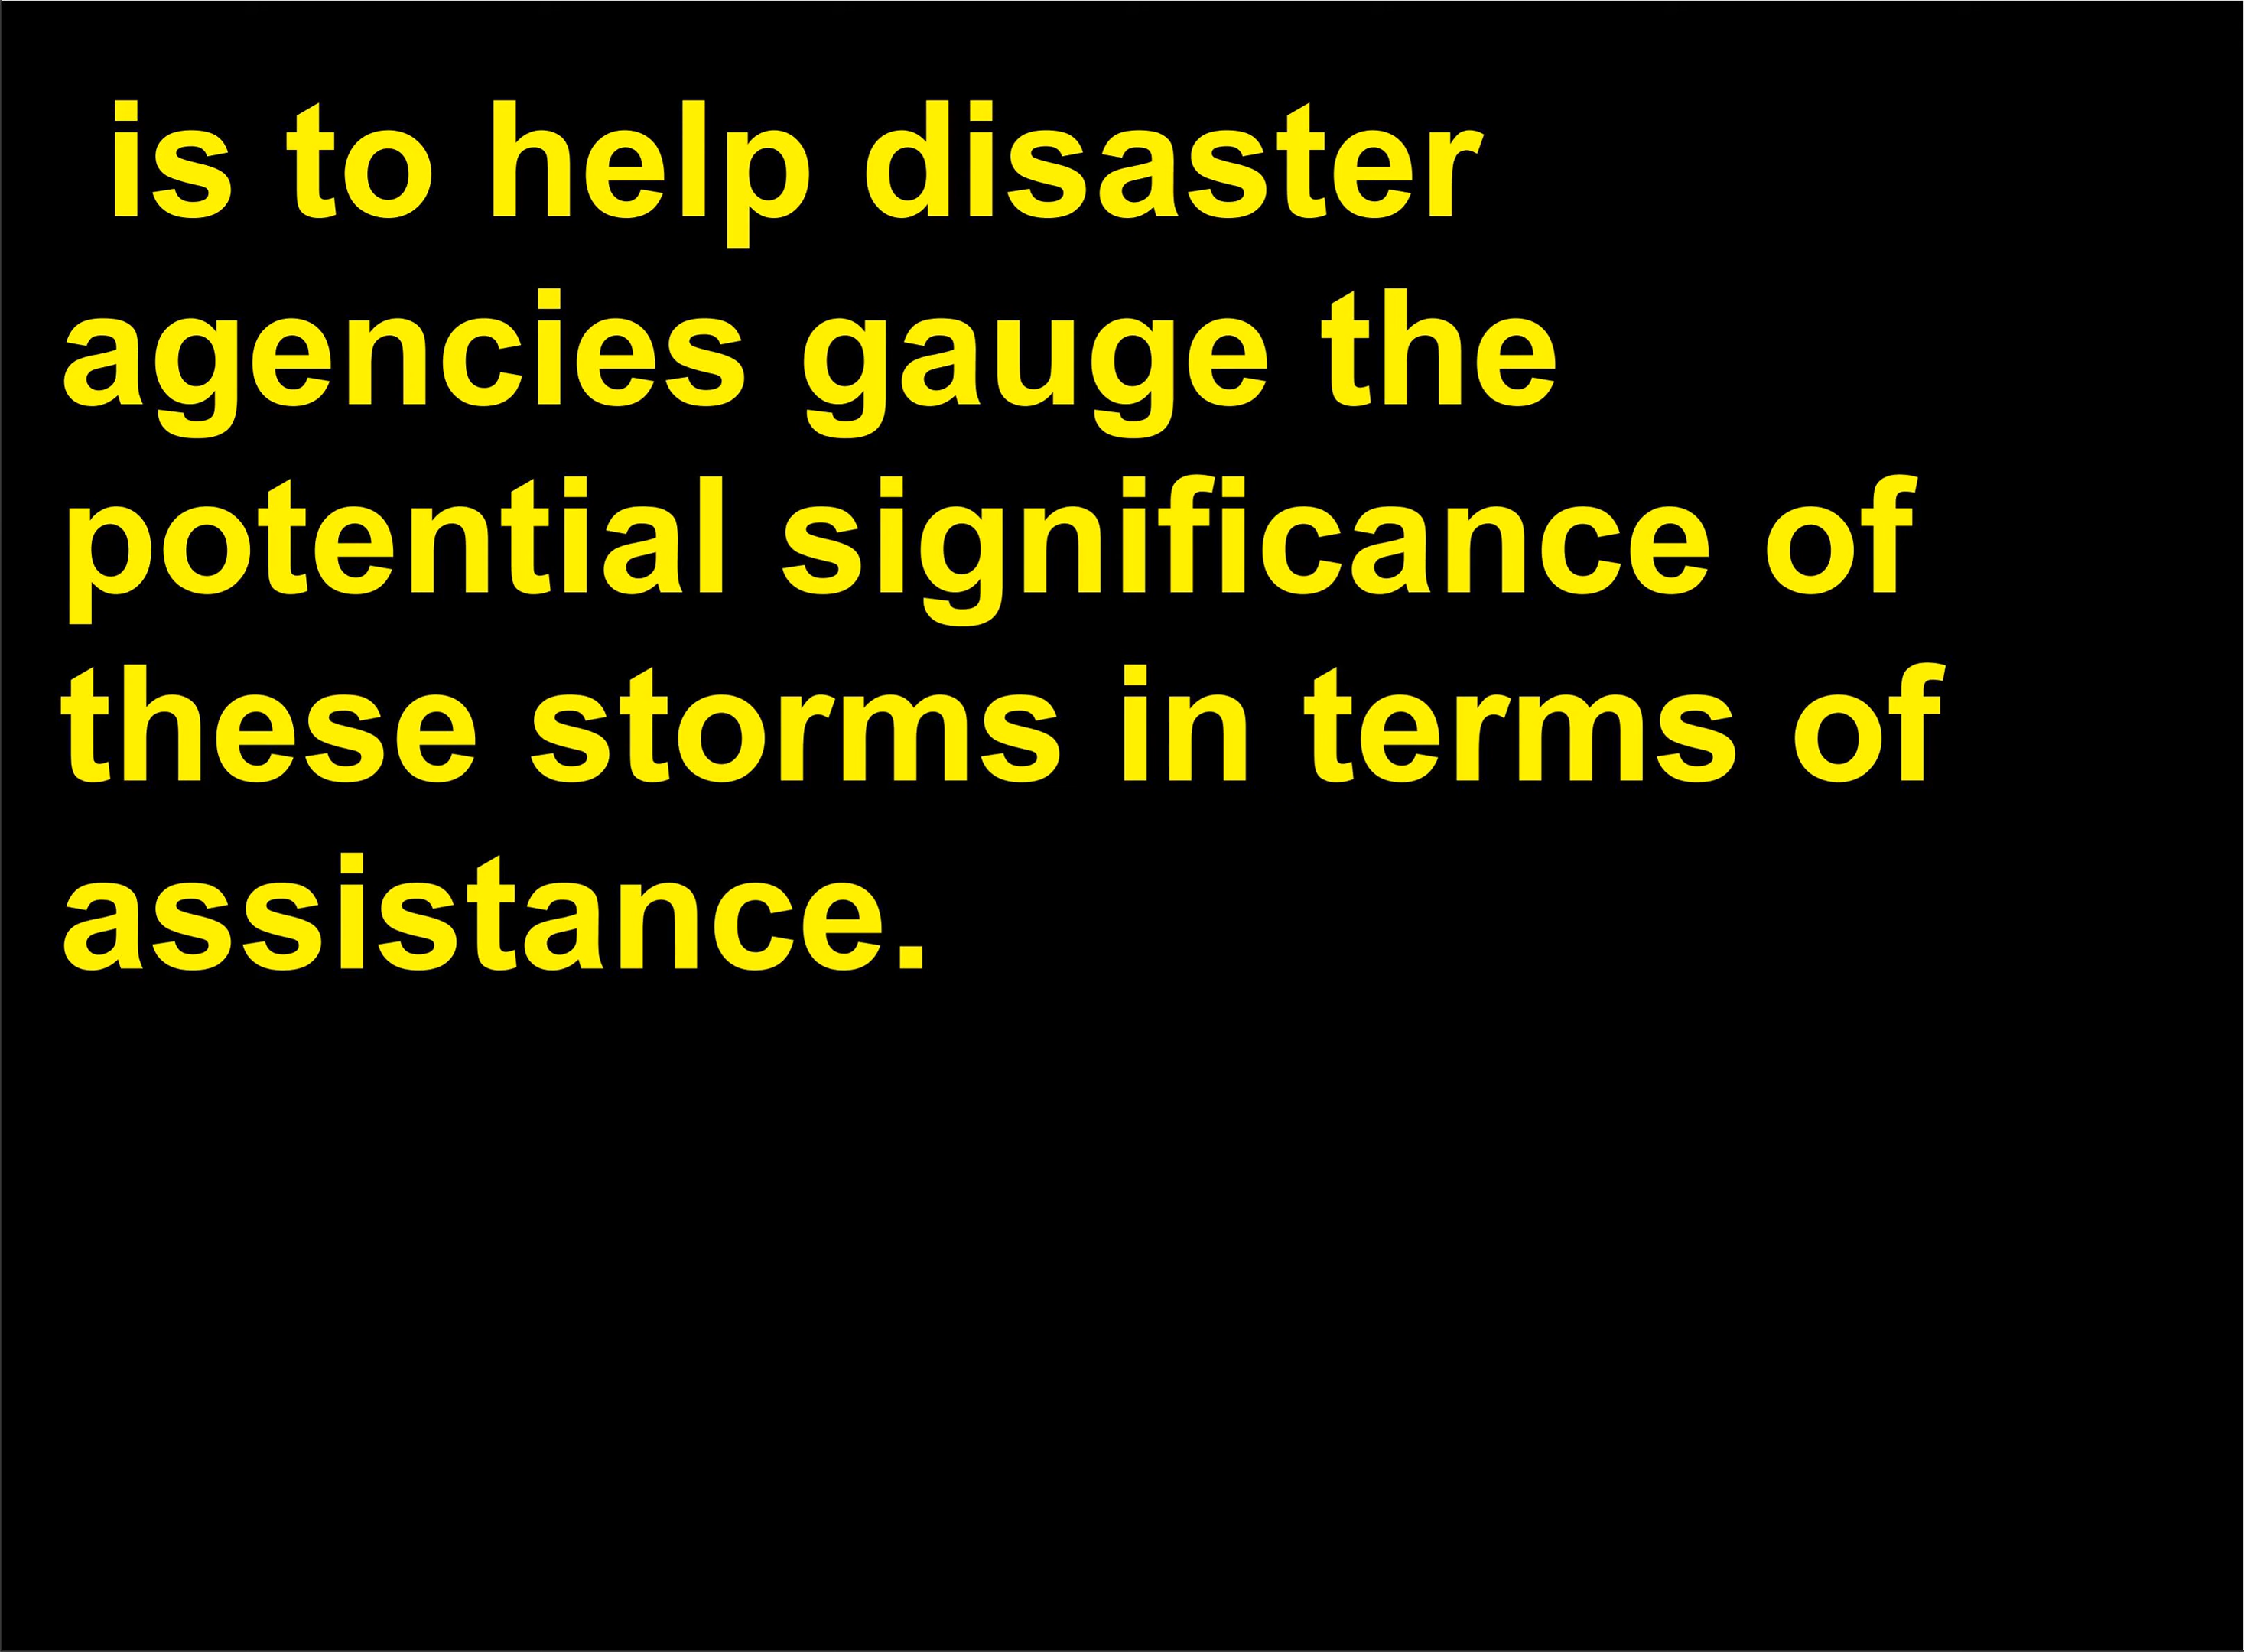 is to help disaster
agencies gauge the
potential significance of
these storms in terms of
assistance.